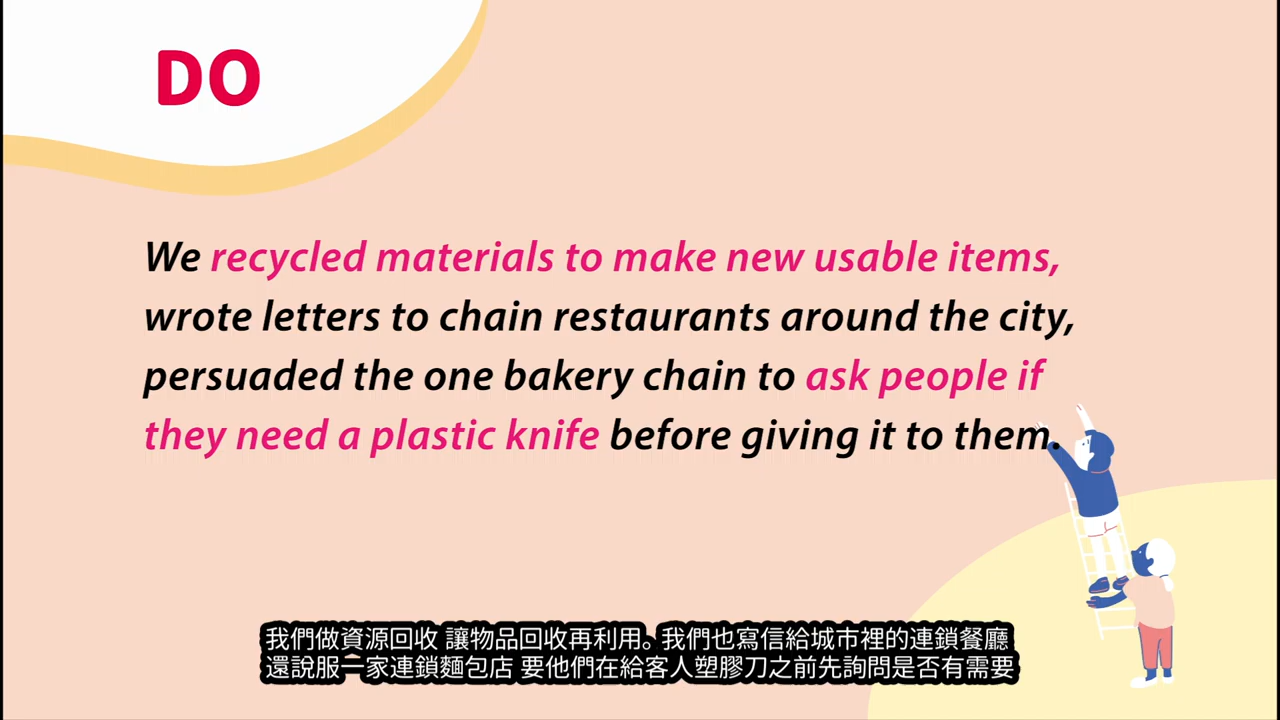 DO
We recycled materials to make new usable items,
wrote letters to chain restaurants around the city,
persuaded the one bakery chain to ask people if
they need a plastic knife before giving it to them.
我們做資源回收 讓物品回收再利用。我們也寫信給城市裡的連鎖餐廳
還說服一家連鎖麵包店 要他們在給客人塑膠刀之前先詢問是否有需要